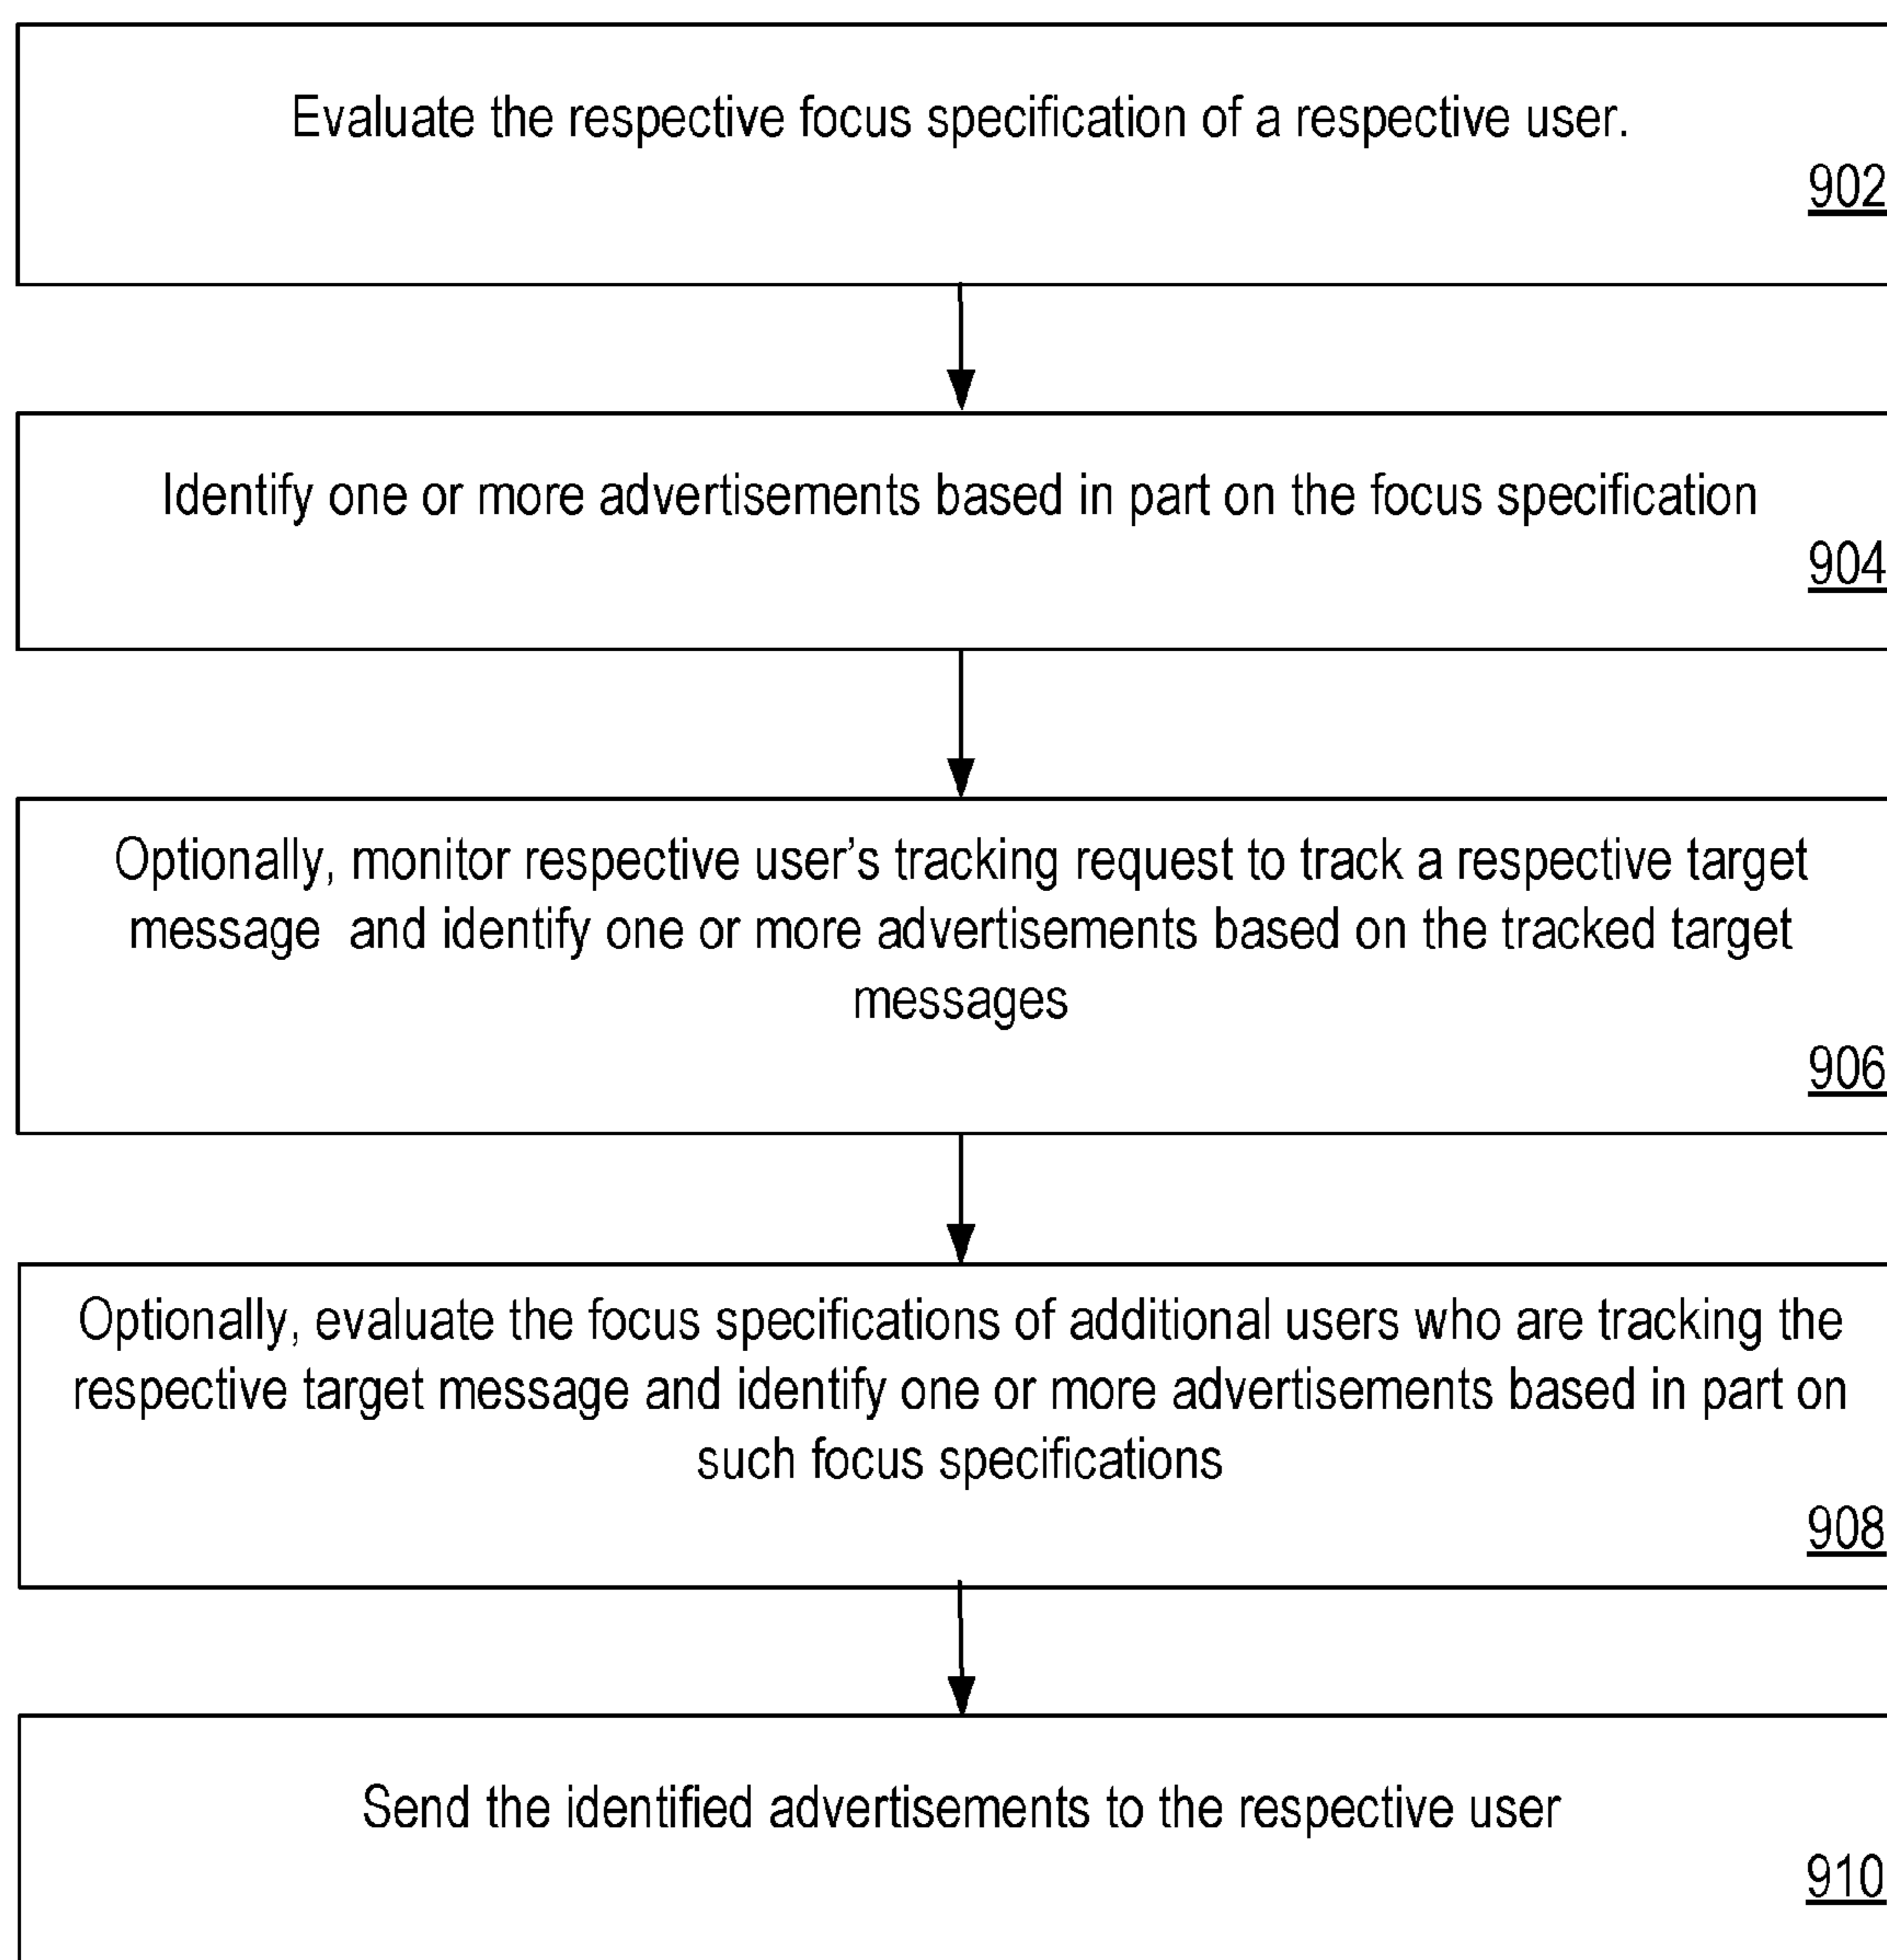 Evaluate the respective focus specification of a respective user.
902
Identify one or more advertisements based in part on the focus specification
904
Optionally, monitor respective user's tracking request to track a respective target
message and identify one or more advertisements based on the tracked target
messages
906
Optionally, evaluate the focus specifications of additional users who are tracking the
respective target message and identify one or more advertisements based in part on
such focus specifications
908
Send the identified advertisements to the respective user
910